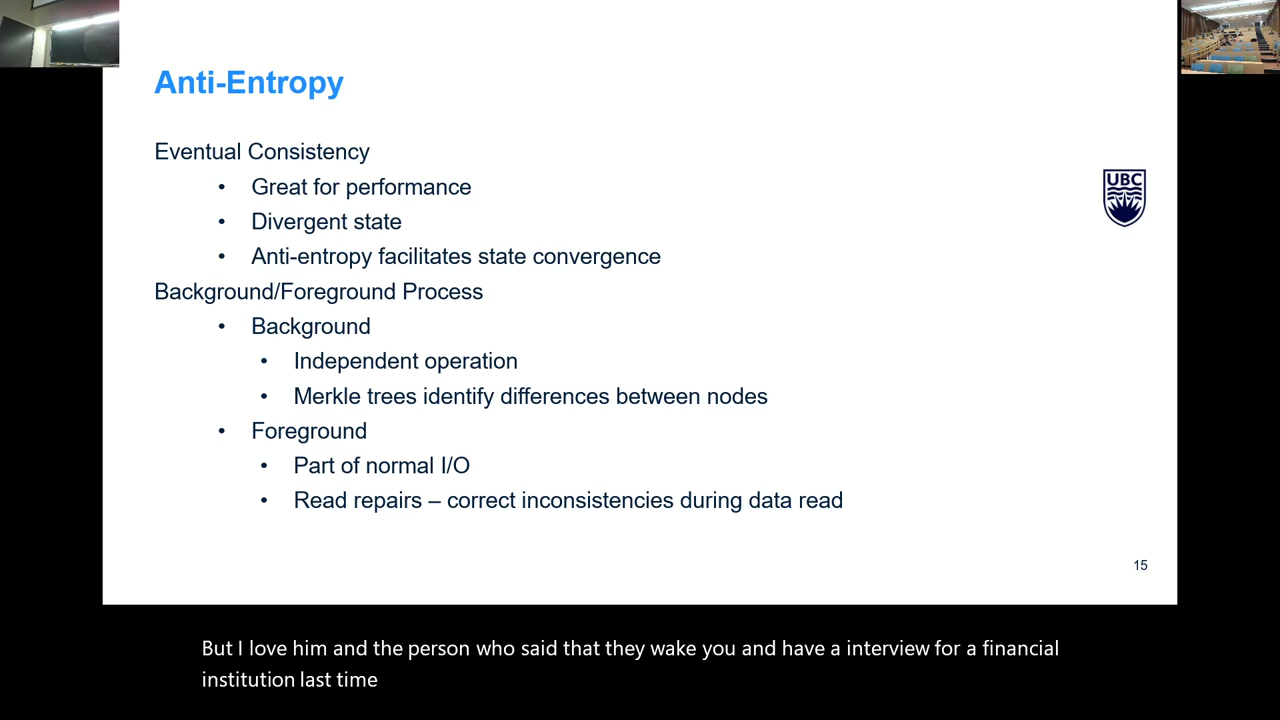 Anti-Entropy
Eventual Consistency
• Great for performance
• Divergent state
• Anti-entropy facilitates state convergence
Background/Foreground Process
• Background
• Independent operation
• Merkle trees identify differences between nodes
• Foreground
• Part of normal I/O
• Read repairs – correct inconsistencies during data read
UBC
15
But I love him and the person who said that they wake you and have a interview for a financial
institution last time